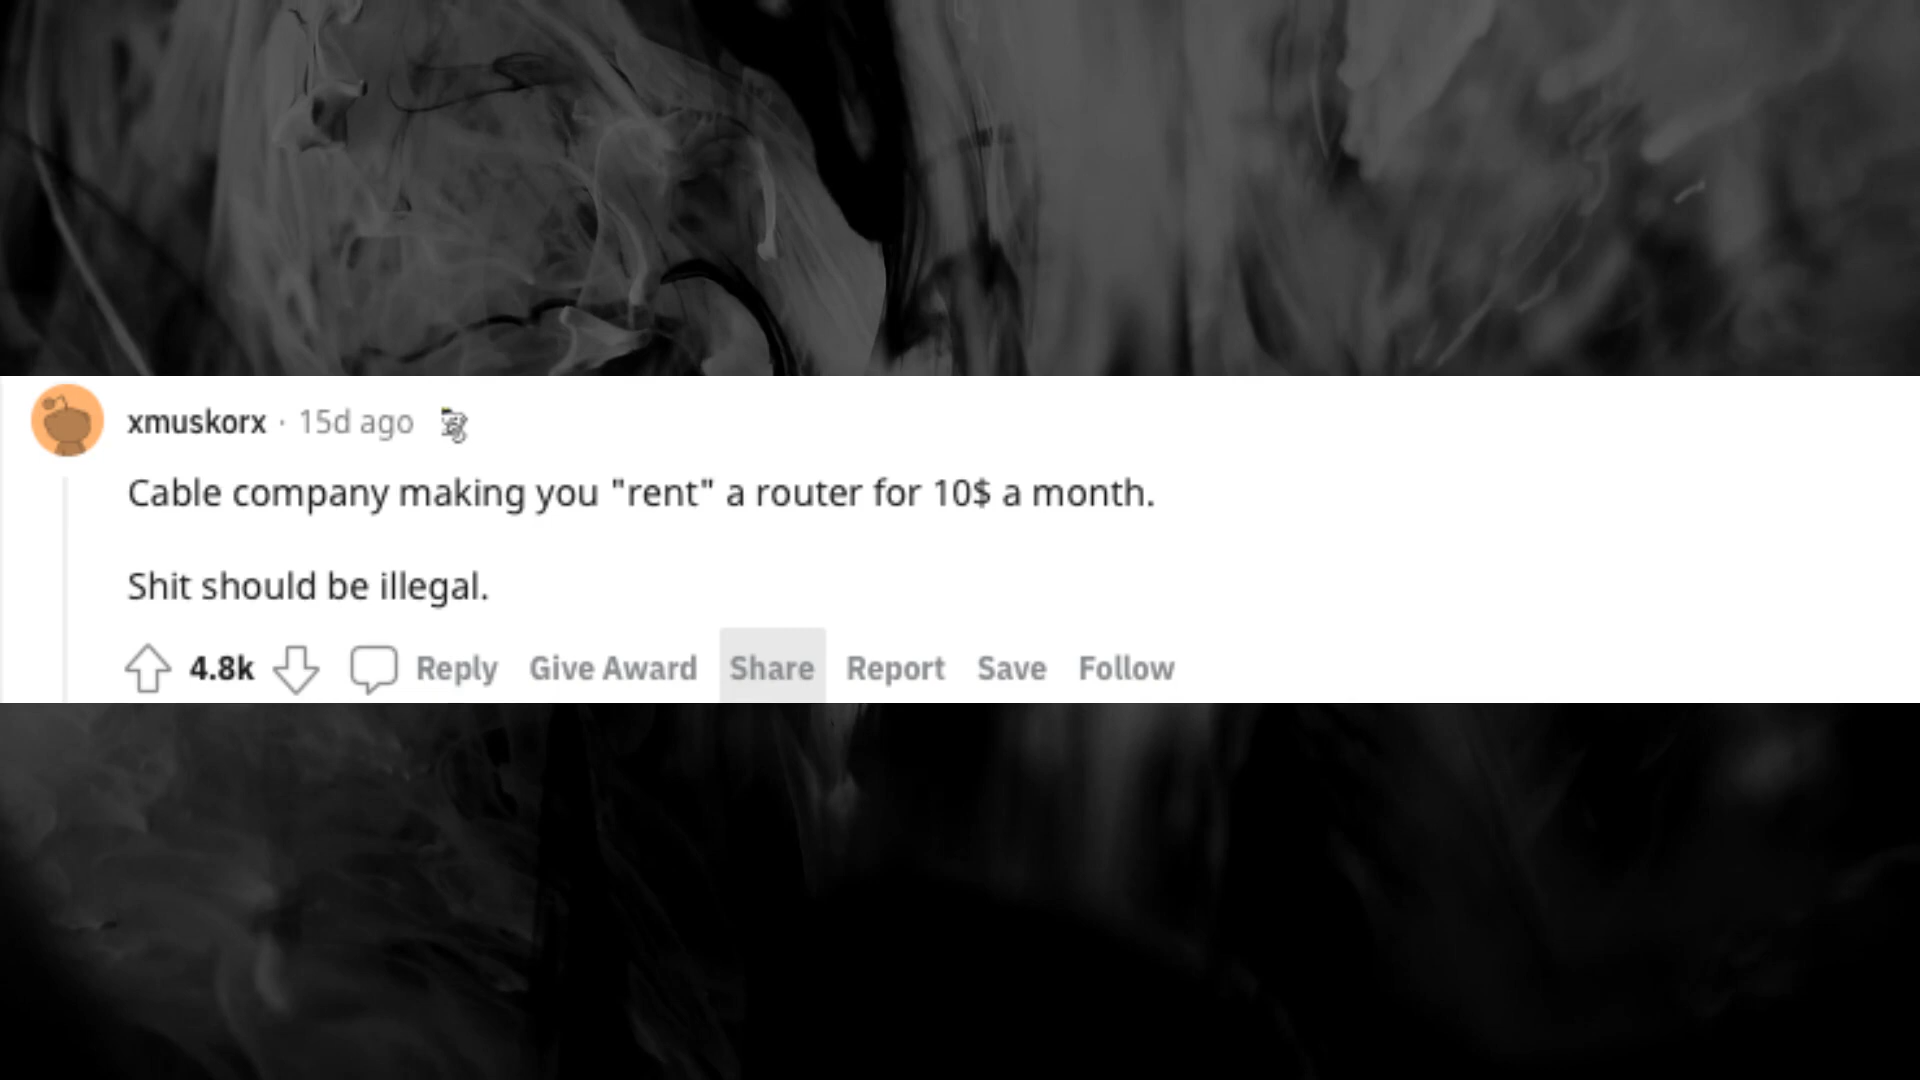 xmuskorx · 15d ago
Cable company making you "rent" a router for 10$ a month.
Shit should be illegal.
4.8k Reply Give Award Share Report Save Follow